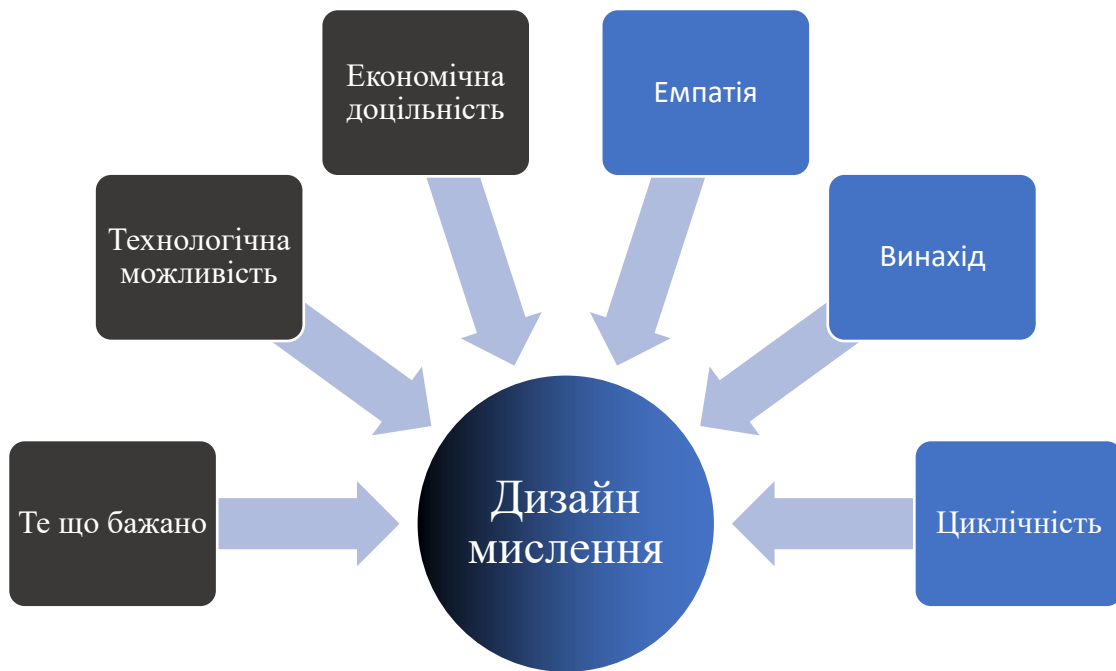 Економічна
доцільність
Емпатія
Технологічна
можливість
Винахід
Те що бажано
Дизайн
мислення
Циклічність